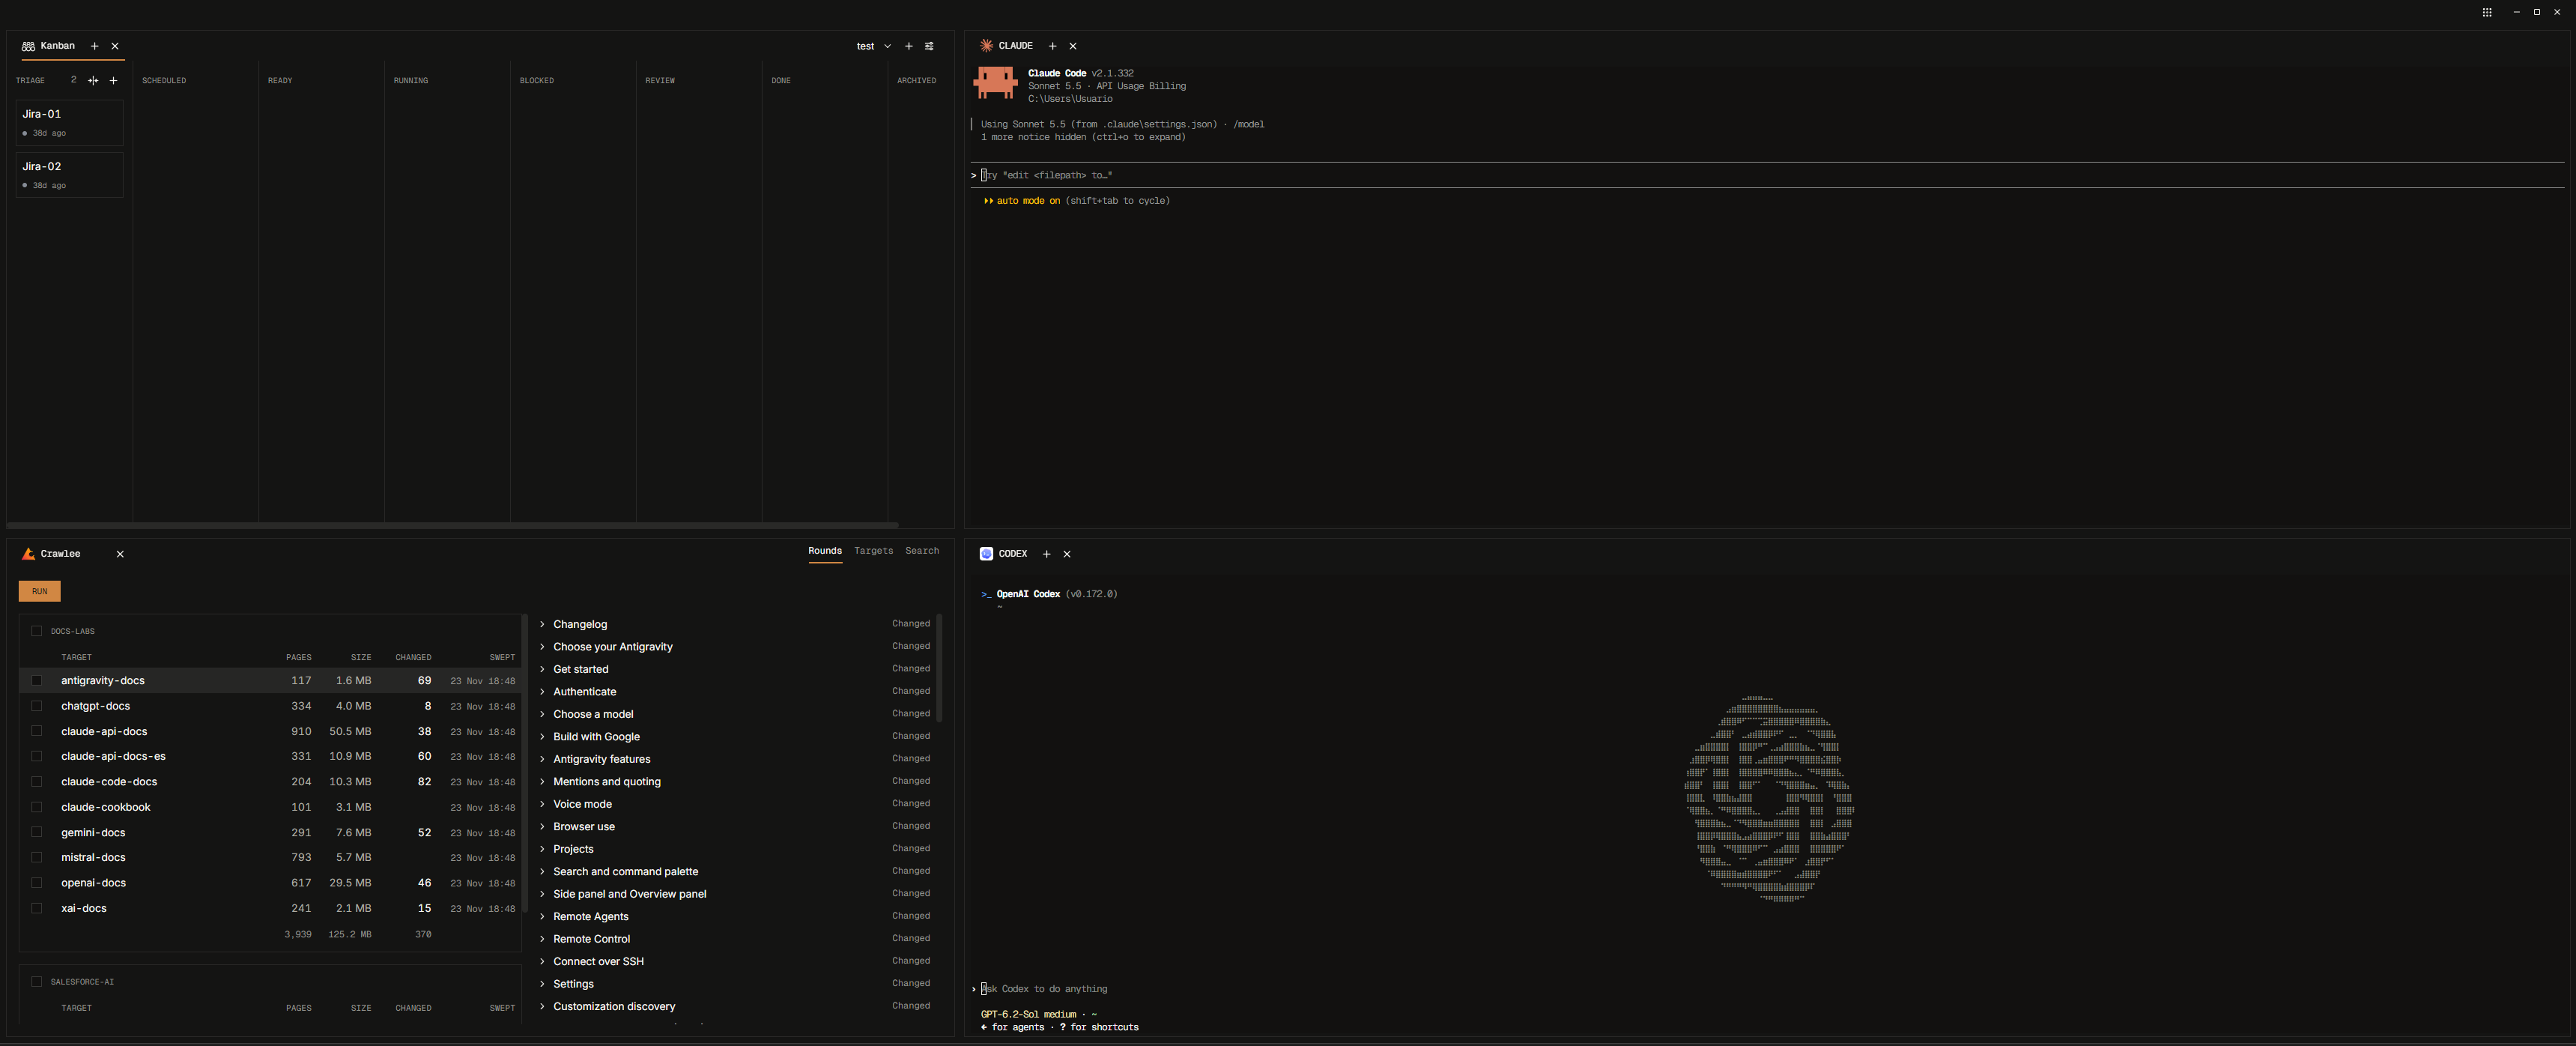 Kanban
test
TRIAGE 2
SCHEDULED
READY
RUNNING
BLOCKED
REVIEW
DONE
ARCHIVED
Jira-01
38d ago
Jira-02
38d ago
CLAUDE
Claude Code v2.1.332
Sonnet 5.5 · API Usage Billing
C:\Users\Usuario
Using Sonnet 5.5 (from .claude\settings.json) · /model
1 more notice hidden (ctrl+o to expand)
> Try "edit <filepath> to…"
auto mode on (shift+tab to cycle)
Crawlee
Rounds Targets Search
RUN
DOCS-LABS
TARGET PAGES SIZE CHANGED SWEPT
antigravity-docs 117 1.6 MB 69 23 Nov 18:48
chatgpt-docs 334 4.0 MB 8 23 Nov 18:48
claude-api-docs 910 50.5 MB 38 23 Nov 18:48
claude-api-docs-es 331 10.9 MB 60 23 Nov 18:48
claude-code-docs 204 10.3 MB 82 23 Nov 18:48
claude-cookbook 101 3.1 MB 23 Nov 18:48
gemini-docs 291 7.6 MB 52 23 Nov 18:48
mistral-docs 793 5.7 MB 23 Nov 18:48
openai-docs 617 29.5 MB 46 23 Nov 18:48
xai-docs 241 2.1 MB 15 23 Nov 18:48
3,939 125.2 MB 370
SALESFORCE-AI
TARGET PAGES SIZE CHANGED SWEPT
Changelog Changed
Choose your Antigravity Changed
Get started Changed
Authenticate Changed
Choose a model Changed
Build with Google Changed
Antigravity features Changed
Mentions and quoting Changed
Voice mode Changed
Browser use Changed
Projects Changed
Search and command palette Changed
Side panel and Overview panel Changed
Remote Agents Changed
Remote Control Changed
Connect over SSH Changed
Settings Changed
Customization discovery Changed
CODEX
>_ OpenAI Codex (v0.172.0)
~
› Ask Codex to do anything
GPT-6.2-Sol medium · ~
← for agents · ? for shortcuts